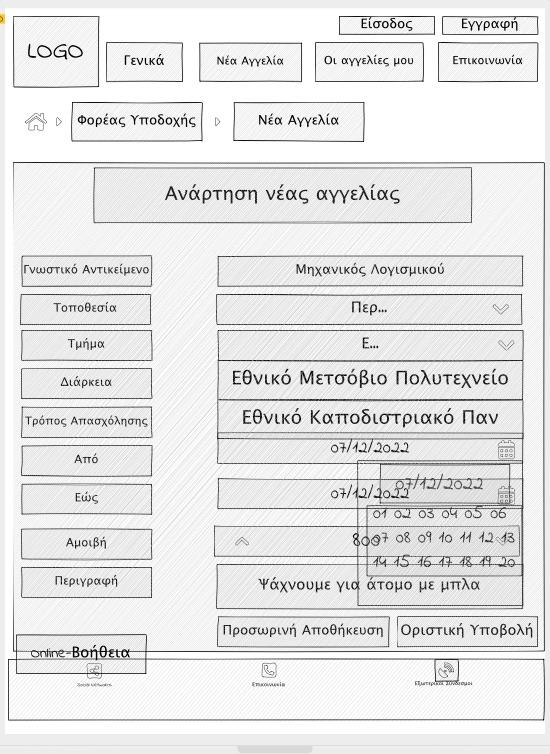 Είσοδος Εγγραφή
LOGO
Γενικά Νέα Αγγελία Οι αγγελίες μου Επικοινωνία
Φορέας Υποδοχής Νέα Αγγελία
Ανάρτηση νέας αγγελίας
Γνωστικό Αντικείμενο Μηχανικός Λογισμικού
Τοποθεσία Περ...
Τμήμα Ε...
Διάρκεια Εθνικό Μετσόβιο Πολυτεχνείο
Τρόπος Απασχόλησης Εθνικό Καποδιστριακό Παν
Από 07/12/2022
07/12/2022
Εώς 07/12/2022
01 02 03 04 05 06
Αμοιβή 800
07 08 09 10 11 12 13
14 15 16 17 18 19 20
Περιγραφή Ψάχνουμε για άτομο με μπλα
Προσωρινή Αποθήκευση Οριστική Υποβολή
online-Βοήθεια
Social Networks Επικοινωνία Εξωτερικοί Σύνδεσμοι